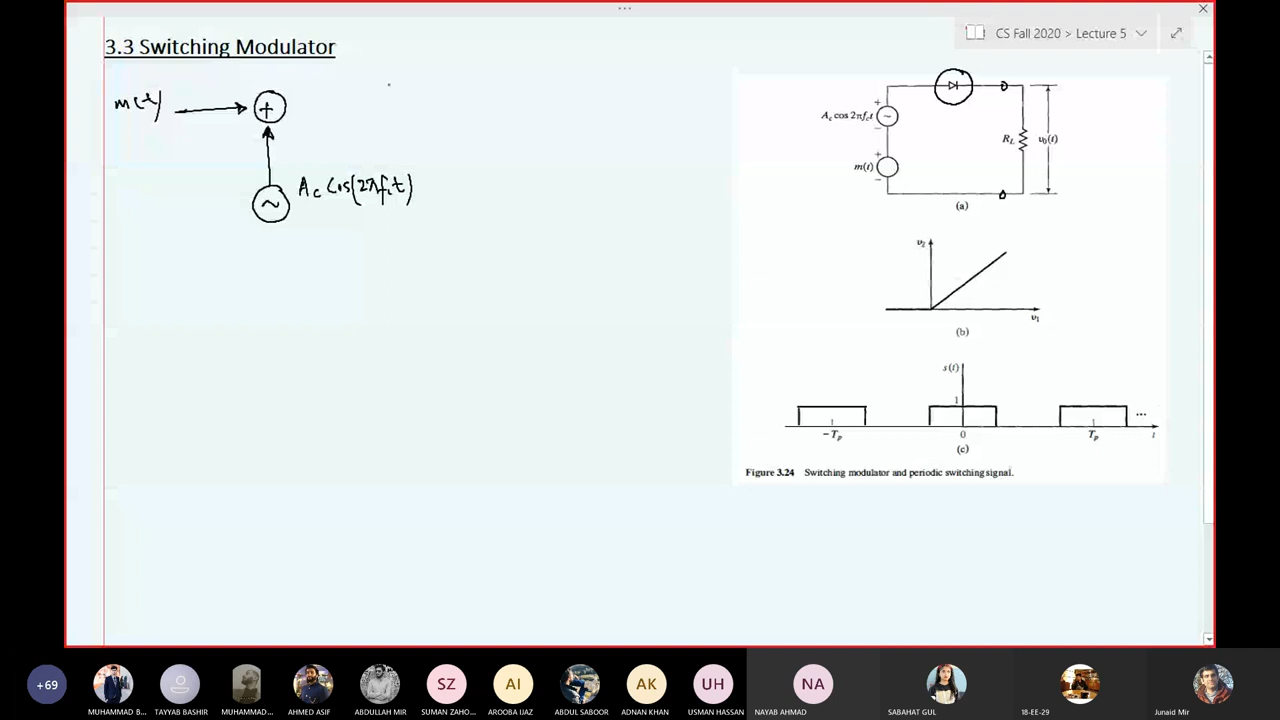 CS Fall 2020 > Lecture 5
3.3 Switching Modulator
m(t)
+
~
Ac Cos(2πfct)
Ac cos 2πfct
+
~
−
m(t)
+
−
RL
v0(t)
(a)
v2
v1
(b)
s(t)
1
...
−Tp
0
Tp
t
(c)
Figure 3.24 Switching modulator and periodic switching signal.
+69
SZ
AI
AK
UH
NA
MUHAMMAD B...
TAYYAB BASHIR
MUHAMMAD...
AHMED ASIF
ABDULLAH MIR
SUMAN ZAHO...
AROOBA IJAZ
ABDUL SABOOR
ADNAN KHAN
USMAN HASSAN
NAYAB AHMAD
SABAHAT GUL
18-EE-29
Junaid Mir